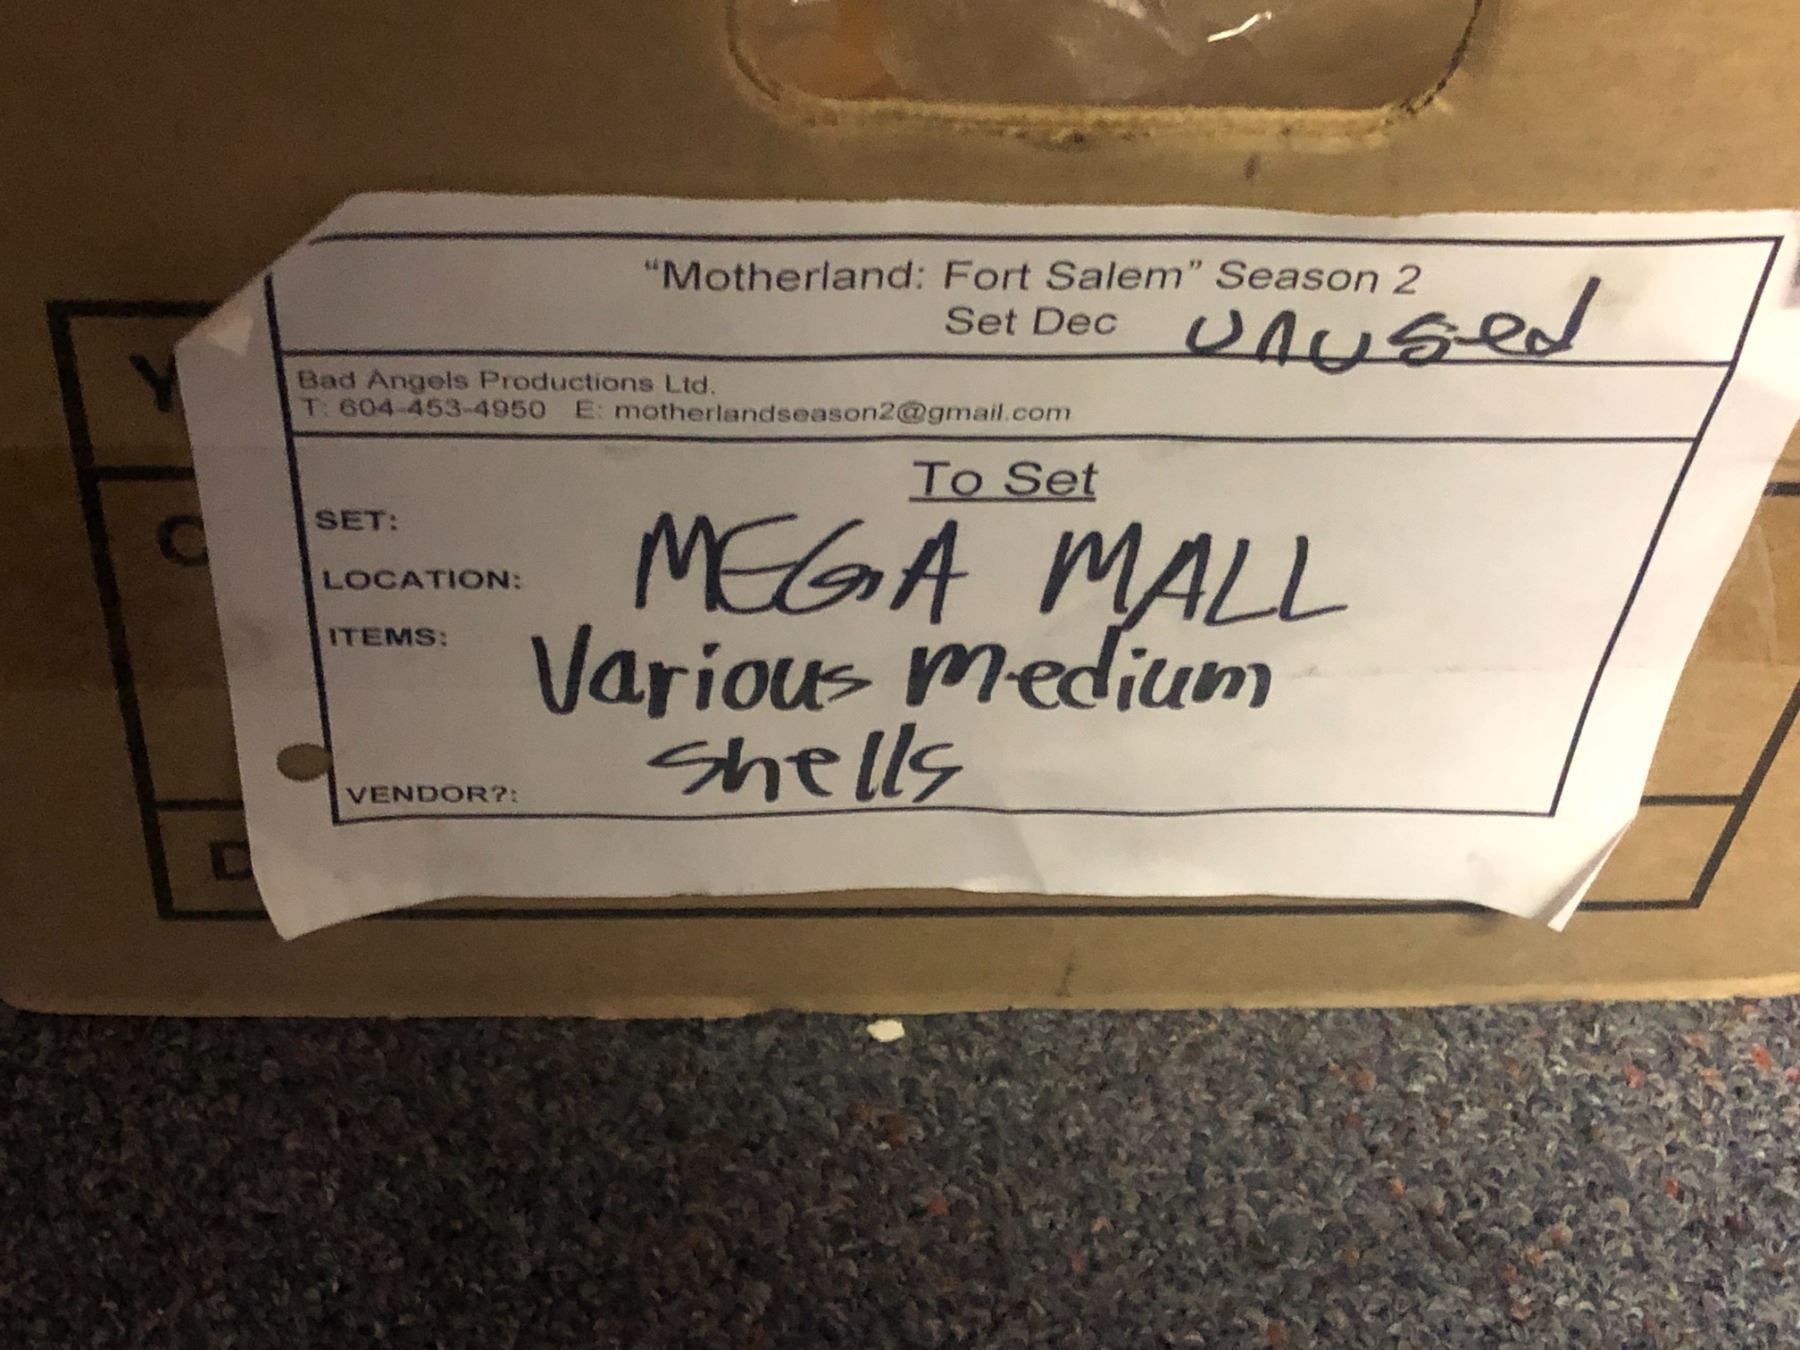 "Motherland: Fort Salem" Season 2
Set Dec unused
Bad Angels Productions Ltd.
T: 604-453-4950 E: motherlandseason2@gmail.com
To Set
SET:
MEGA MALL
LOCATION:
ITEMS:
Various medium
shells
VENDOR?: